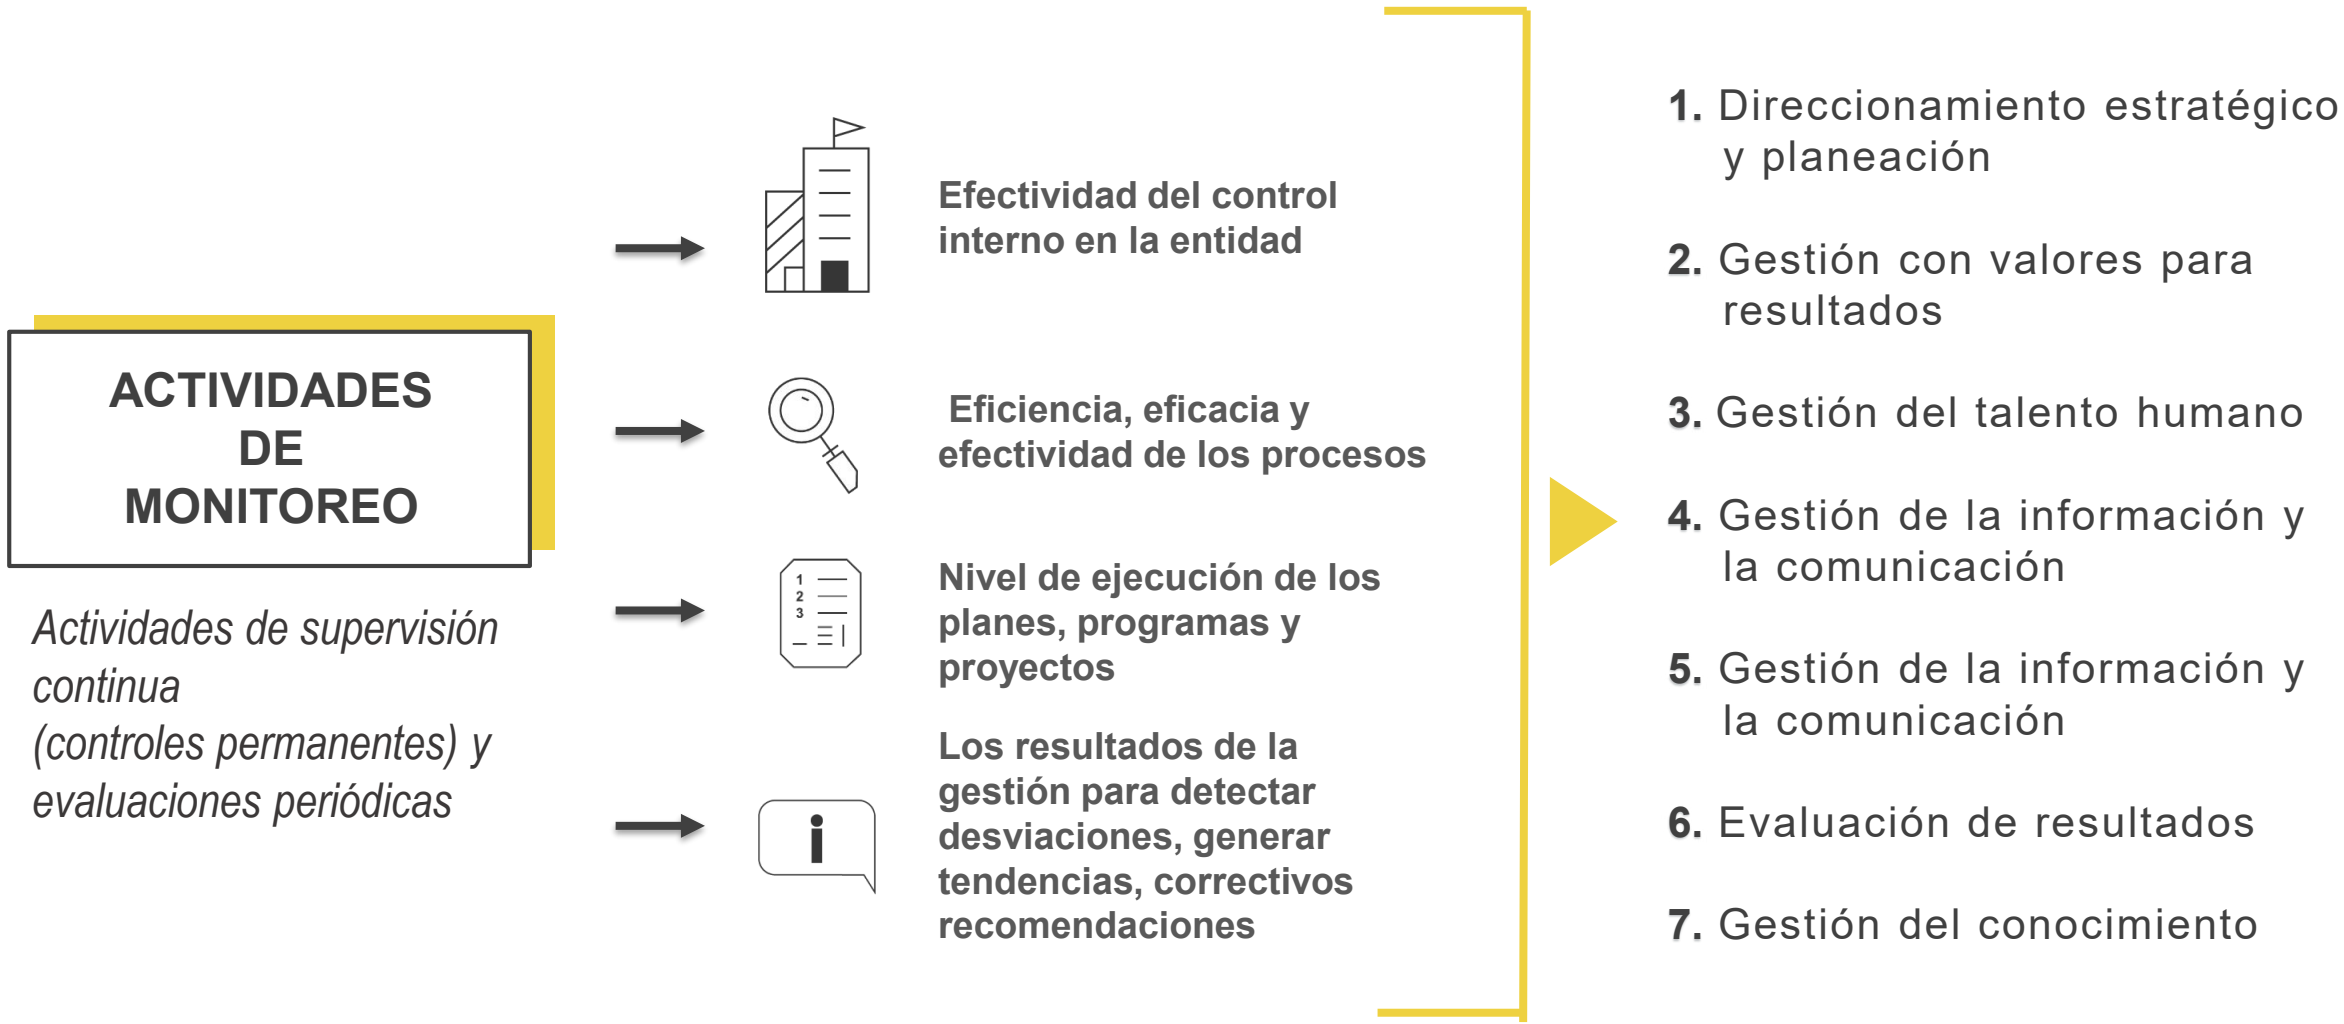 ACTIVIDADES
DE
MONITOREO
Actividades de supervisión
continua
(controles permanentes) y
evaluaciones periódicas
Efectividad del control
interno en la entidad
Eficiencia, eficacia y
efectividad de los procesos
1
2
3
Nivel de ejecución de los
planes, programas y
proyectos
i
Los resultados de la
gestión para detectar
desviaciones, generar
tendencias, correctivos
recomendaciones
1. Direccionamiento estratégico
y planeación
2. Gestión con valores para
resultados
3. Gestión del talento humano
4. Gestión de la información y
la comunicación
5. Gestión de la información y
la comunicación
6. Evaluación de resultados
7. Gestión del conocimiento